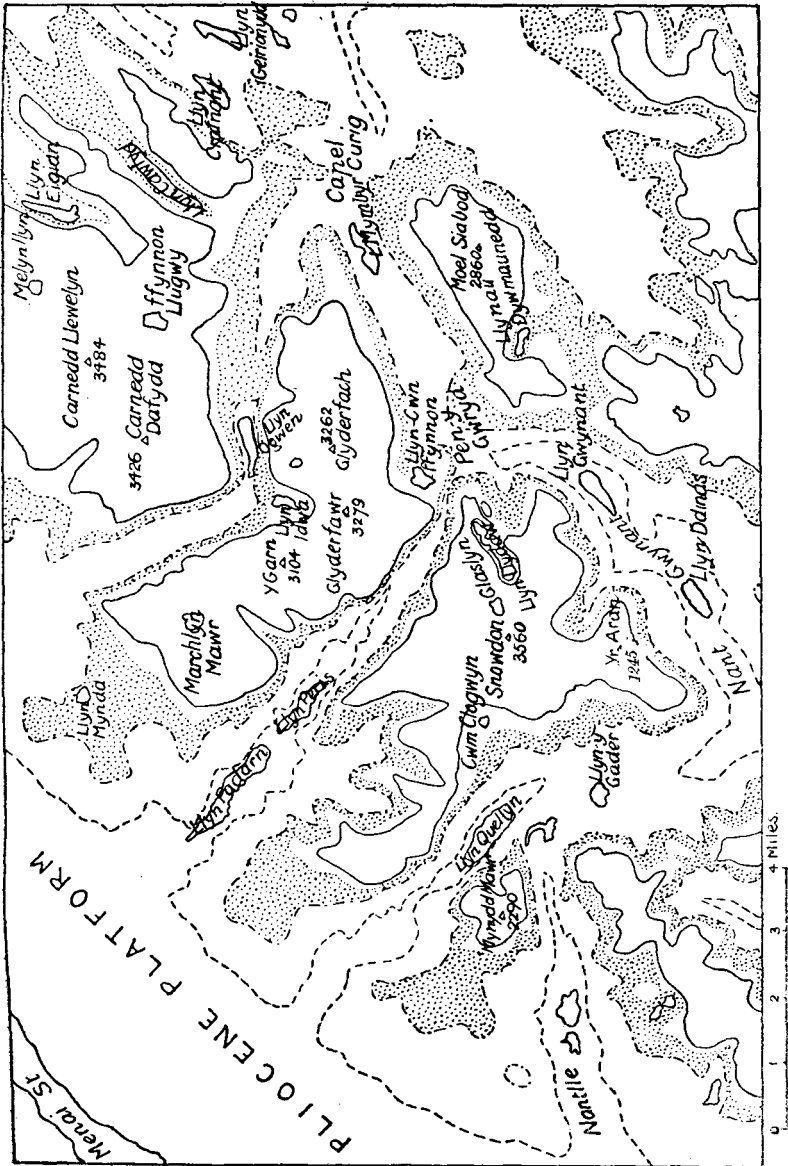 Menai St
PLIOCENE PLATFORM
Melynllyn
Llyn
Eigiau
Llyn Cowlyd
Llyn
Crafnant
Llyn
Geirionydd
Carnedd Llewelyn
3484
3426
Carnedd
Dafydd
ffynnon
Llugwy
Capel
Curig
Mymbyr
Llyn
Mynda
Marchlyn
Mawr
Y Garn
3104
Llyn
Idwa
Llyn
Ogwen
3262
Glyderfach
Glyderfawr
3279
Llyn Cwn
ffynnon
Pen-y
Gwryd
Moel Siabod
2860
Llynau
Dywaunedd
Llyn Padarn
Llyn Peris
Cwm Clogwyn
Snowdon
3560
Glaslyn
Llyn
Llydaw
Llyn
Gwynant
Yr Aran
1245
Llyn Ddinas
Nant
Gwynant
Llyn Quellyn
Llyn y
Gader
Mynydd Mawr
2290
Nantlle
0 1 2 3 4 Miles.